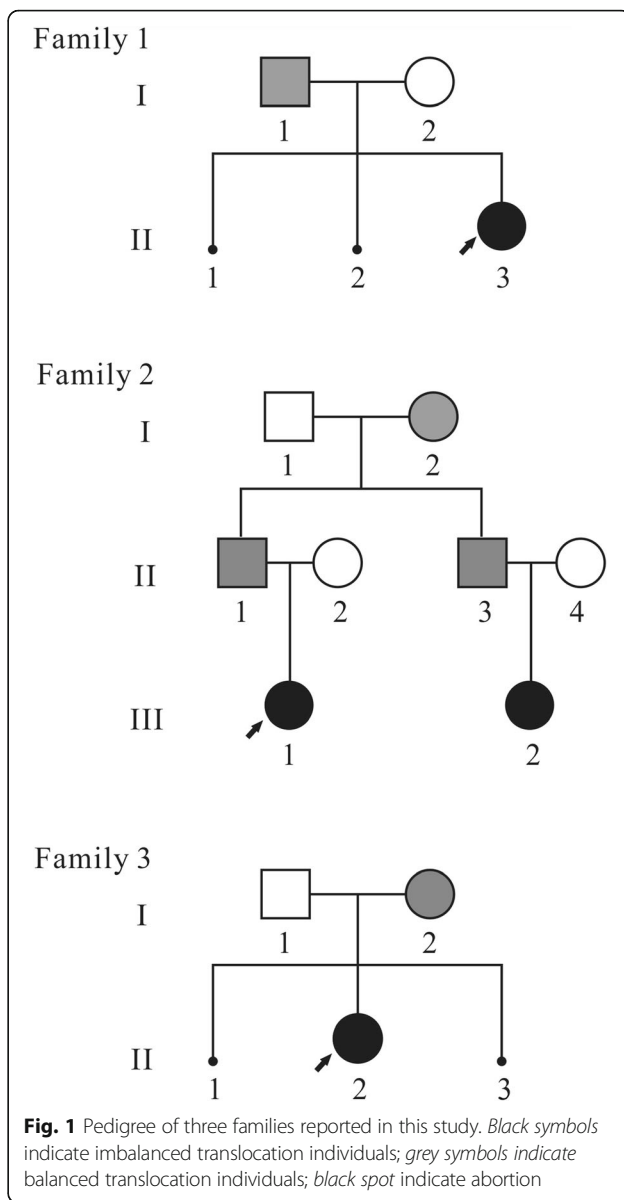 Family 1
I
1 2
II
1 2 3
Family 2
I
1 2
II
1 2 3 4
III
1 2
Family 3
I
1 2
II
1 2 3
Fig. 1 Pedigree of three families reported in this study. Black symbols
indicate imbalanced translocation individuals; grey symbols indicate
balanced translocation individuals; black spot indicate abortion